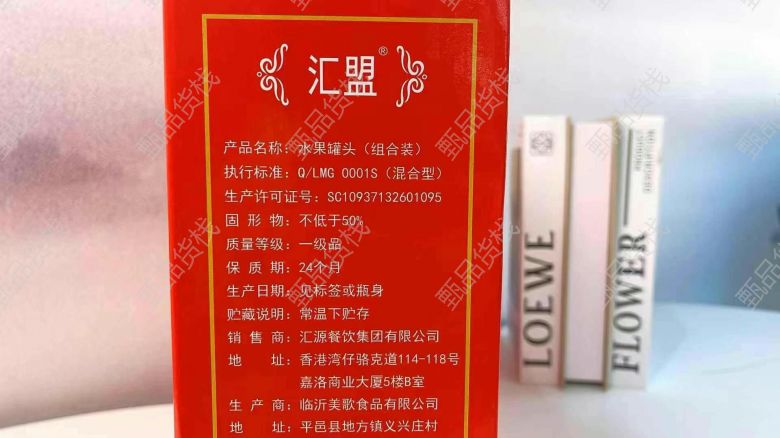 汇盟®
产品名称：水果罐头（组合装）
执行标准：Q/LMG 0001S（混合型）
生产许可证号：SC10937132601095
固 形 物：不低于50%
质量等级：一级品
保 质 期：24个月
生产日期：见标签或瓶身
贮藏说明：常温下贮存
销 售 商：汇源餐饮集团有限公司
地 址：香港湾仔骆克道114-118号
嘉洛商业大厦5楼B室
生 产 商：临沂美歌食品有限公司
地 址：平邑县地方镇义兴庄村
LOEWE
FLOWER
甄品货栈